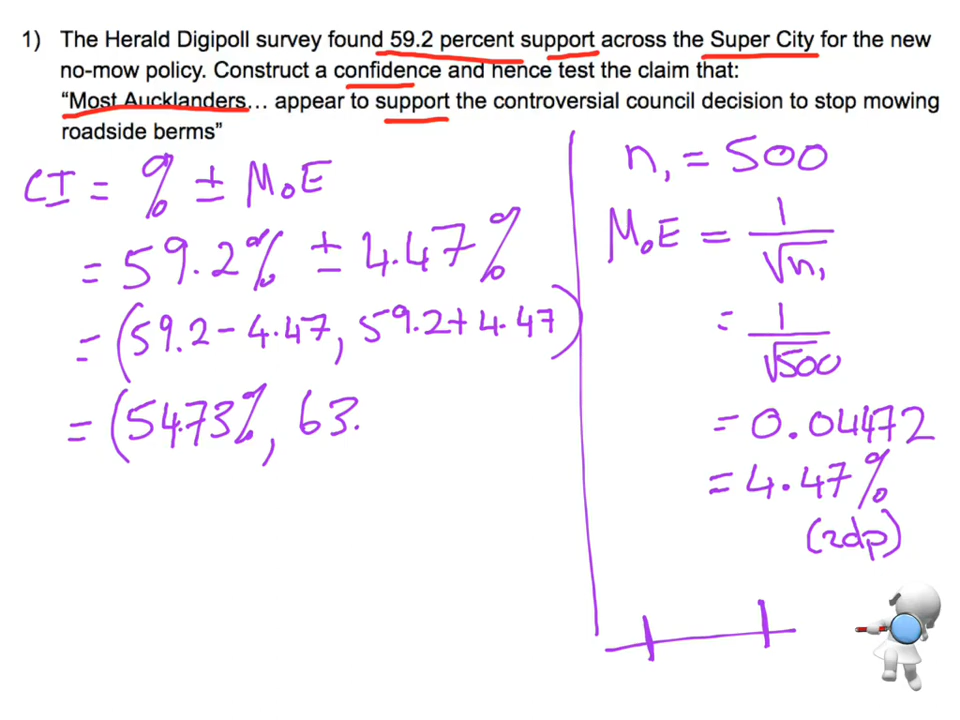 1) The Herald Digipoll survey found 59.2 percent support across the Super City for the new
no-mow policy. Construct a confidence and hence test the claim that:
“Most Aucklanders… appear to support the controversial council decision to stop mowing
roadside berms”
CI = % ± MoE
= 59.2% ± 4.47%
= (59.2 - 4.47, 59.2 + 4.47)
= (54.73%, 63.
n₁ = 500
MoE = 1/√n₁
= 1/√500
= 0.04472
= 4.47%
(2dp)